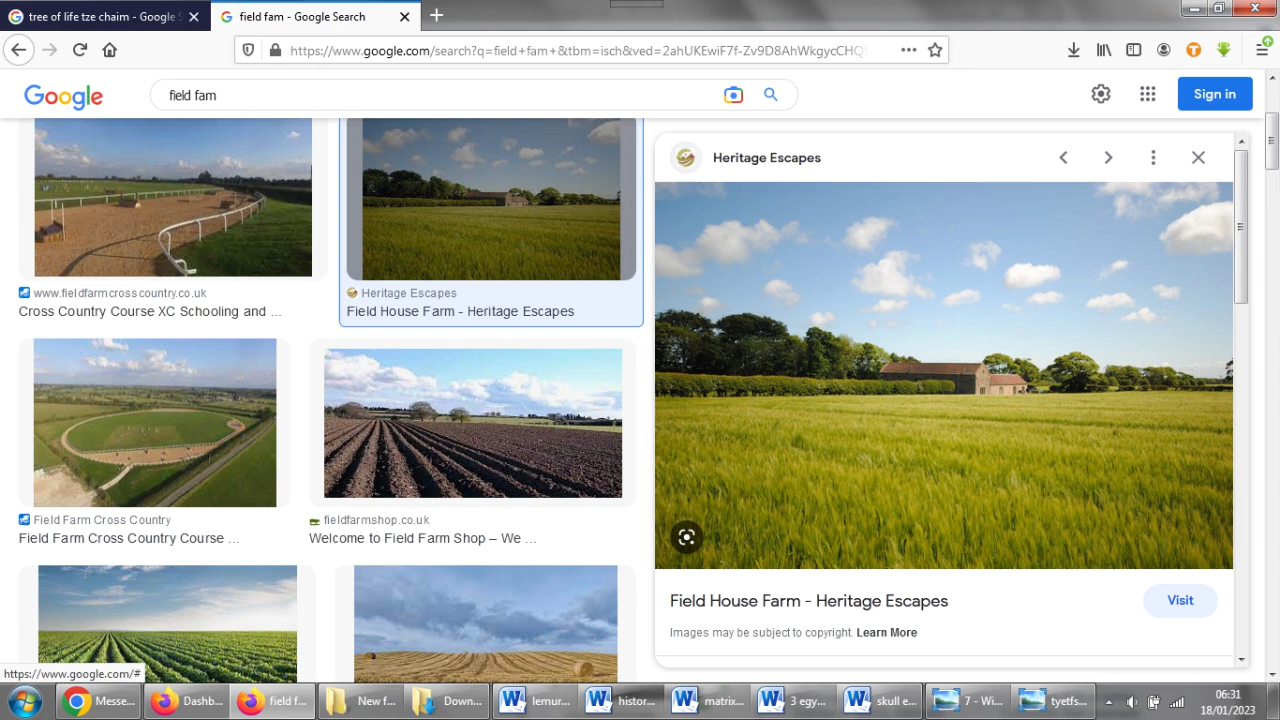 tree of life tze chaim - Google S
field fam - Google Search
https://www.google.com/search?q=field+fam+&tbm=isch&ved=2ahUKEwiF7f-Zv9D8AhWkgycCHQ
Google
field fam
Sign in
www.fieldfarmcrosscountry.co.uk
Cross Country Course XC Schooling and ...
Heritage Escapes
Field House Farm - Heritage Escapes
Field Farm Cross Country
Field Farm Cross Country Course ...
fieldfarmshop.co.uk
Welcome to Field Farm Shop – We ...
Heritage Escapes
Field House Farm - Heritage Escapes
Visit
Images may be subject to copyright. Learn More
https://www.google.com/#
Messe...
Dashb...
field f...
New f...
Down...
lemur...
histor...
matrix...
3 egy...
skull e...
7 - Wi...
tyetfs...
06:31
18/01/2023